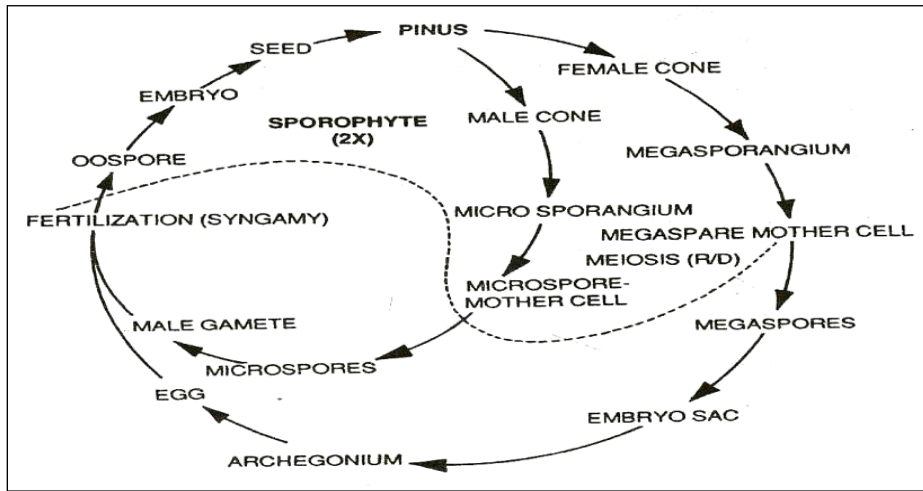 PINUS
SEED
FEMALE CONE
EMBRYO
SPOROPHYTE
(2X)
MALE CONE
OOSPORE
MEGASPORANGIUM
MICRO SPORANGIUM
FERTILIZATION (SYNGAMY)
MEGASPARE MOTHER CELL
MEIOSIS (R/D)
MICROSPORE-
MOTHER CELL
MALE GAMETE
MEGASPORES
MICROSPORES
EGG
EMBRYO SAC
ARCHEGONIUM